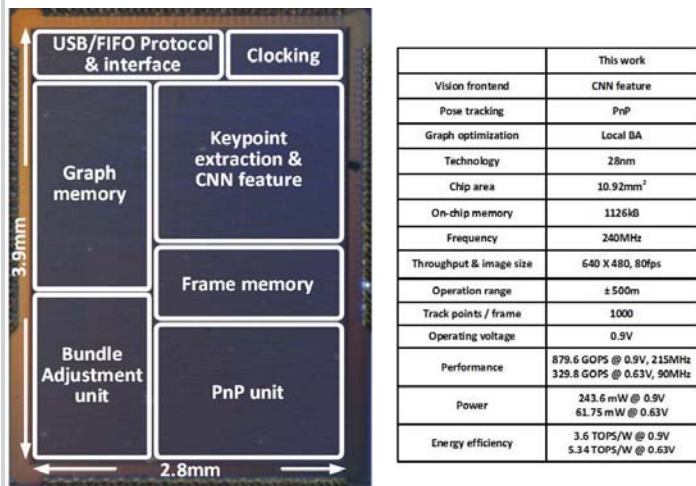 USB/FIFO Protocol
& interface
Clocking
Graph
memory
Keypoint
extraction &
CNN feature
Frame memory
Bundle
Adjustment
unit
PnP unit
3.9mm
2.8mm
This work
Vision frontend CNN feature
Pose tracking PnP
Graph optimization Local BA
Technology 28nm
Chip area 10.92mm²
On-chip memory 1126kB
Frequency 240MHz
Throughput & image size 640 X 480, 80fps
Operation range ±500m
Track points / frame 1000
Operating voltage 0.9V
Performance 879.6 GOPS @ 0.9V, 215MHz
329.8 GOPS @ 0.63V, 90MHz
Power 243.6 mW @ 0.9V
61.75 mW @ 0.63V
Energy efficiency 3.6 TOPS/W @ 0.9V
5.34 TOPS/W @ 0.63V